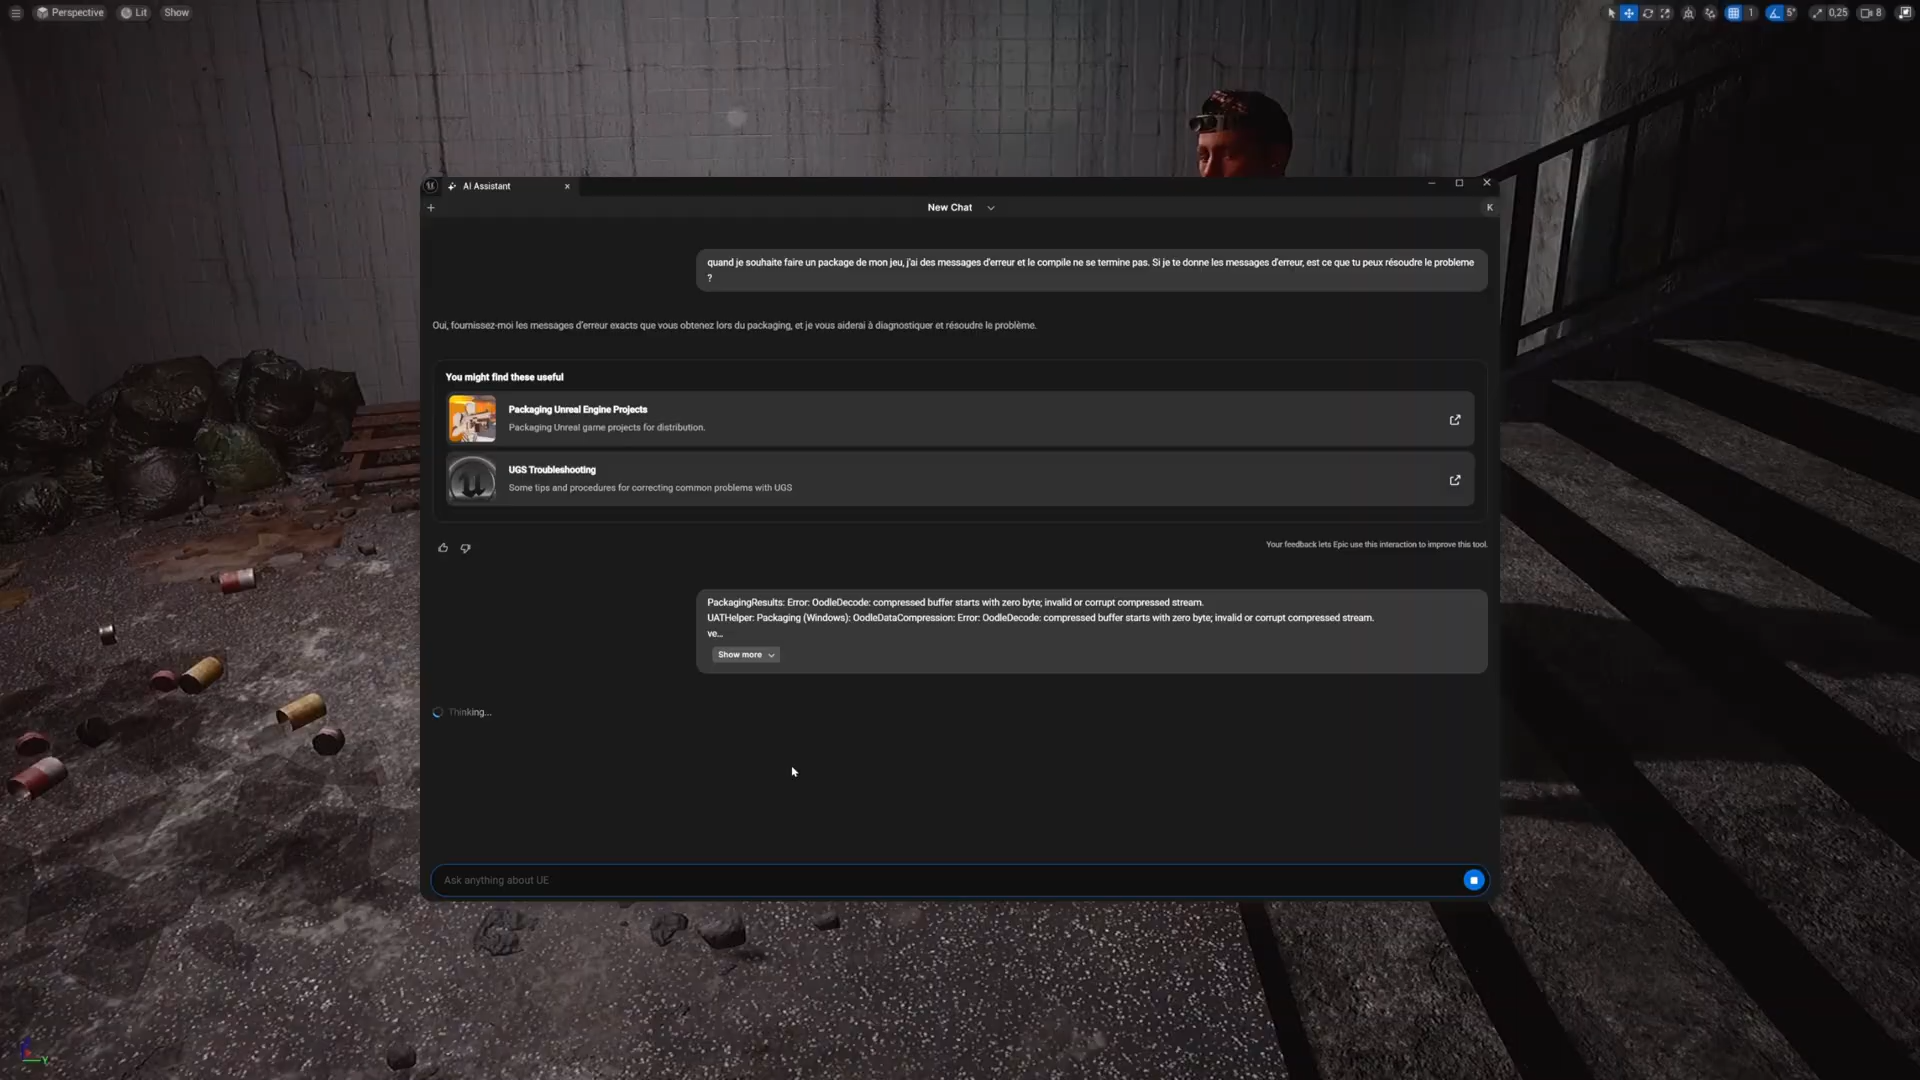 Perspective
Lit
Show
1
5°
0,25
8
AI Assistant
New Chat
K
quand je souhaite faire un package de mon jeu, j'ai des messages d'erreur et le compile ne se termine pas. Si je te donne les messages d'erreur, est ce que tu peux résoudre le probleme
?
Oui, fournissez-moi les messages d'erreur exacts que vous obtenez lors du packaging, et je vous aiderai à diagnostiquer et résoudre le problème.
You might find these useful
Packaging Unreal Engine Projects
Packaging Unreal game projects for distribution.
UGS Troubleshooting
Some tips and procedures for correcting common problems with UGS
Your feedback lets Epic use this interaction to improve this tool.
PackagingResults: Error: OodleDecode: compressed buffer starts with zero byte; invalid or corrupt compressed stream.
UATHelper: Packaging (Windows): OodleDataCompression: Error: OodleDecode: compressed buffer starts with zero byte; invalid or corrupt compressed stream.
ve...
Show more
Thinking...
Ask anything about UE
Y